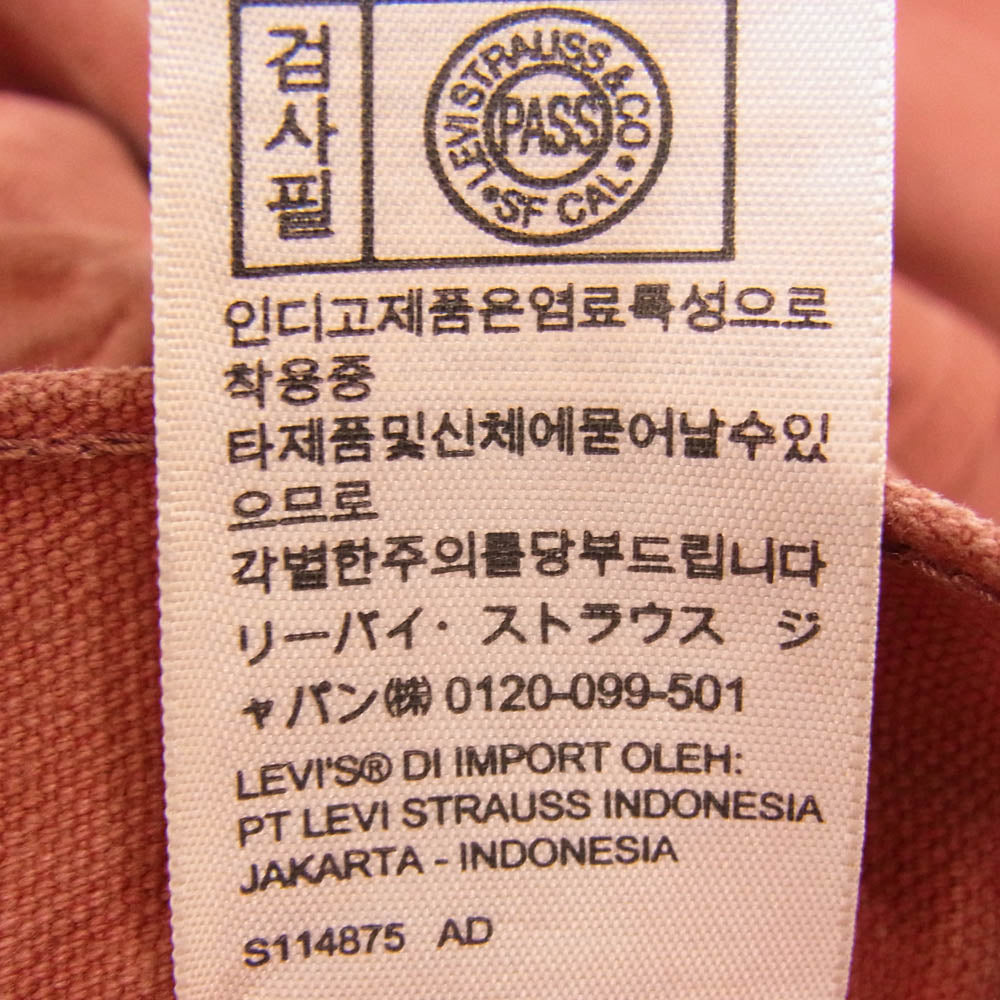 검사필
LEVI STRAUSS & CO
PASS
• SF CAL •
인디고제품은염료특성으로
착용중
타제품및신체에묻어날수있
으므로
각별한주의를당부드립니다
リーバイ・ ストラウス ジ
ャパン㈱ 0120-099-501
LEVI'S® DI IMPORT OLEH:
PT LEVI STRAUSS INDONESIA
JAKARTA - INDONESIA
S114875 AD